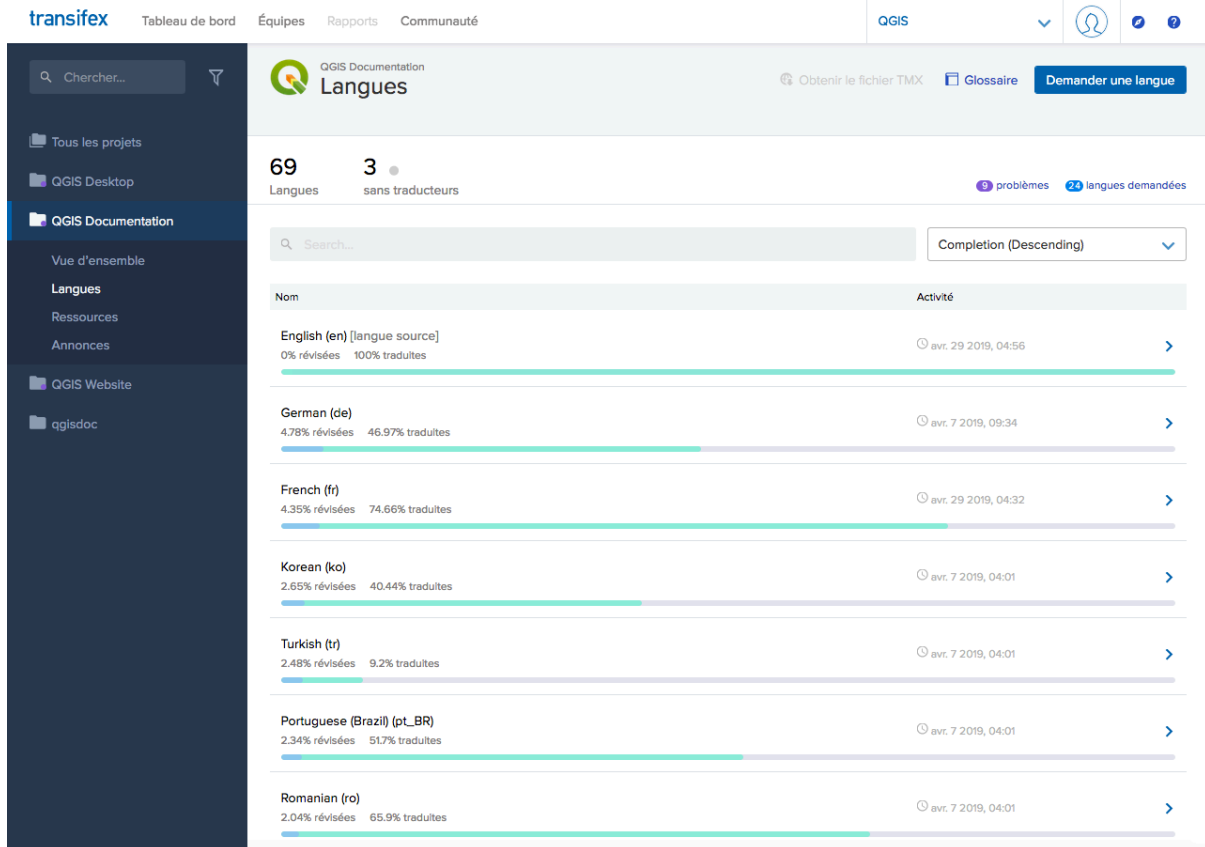 transifex Tableau de bord Équipes Rapports Communauté QGIS
Chercher...
Tous les projets
QGIS Desktop
QGIS Documentation
Vue d'ensemble
Langues
Ressources
Annonces
QGIS Website
qgisdoc
QGIS Documentation
Langues
Obtenir le fichier TMX Glossaire Demander une langue
69 3
Langues sans traducteurs
9 problèmes 24 langues demandées
Search... Completion (Descending)
Nom Activité
English (en) [langue source]
0% révisées 100% traduites
avr. 29 2019, 04:56
German (de)
4.78% révisées 46.97% traduites
avr. 7 2019, 09:34
French (fr)
4.35% révisées 74.66% traduites
avr. 29 2019, 04:32
Korean (ko)
2.65% révisées 40.44% traduites
avr. 7 2019, 04:01
Turkish (tr)
2.48% révisées 9.2% traduites
avr. 7 2019, 04:01
Portuguese (Brazil) (pt_BR)
2.34% révisées 51.7% traduites
avr. 7 2019, 04:01
Romanian (ro)
2.04% révisées 65.9% traduites
avr. 7 2019, 04:01